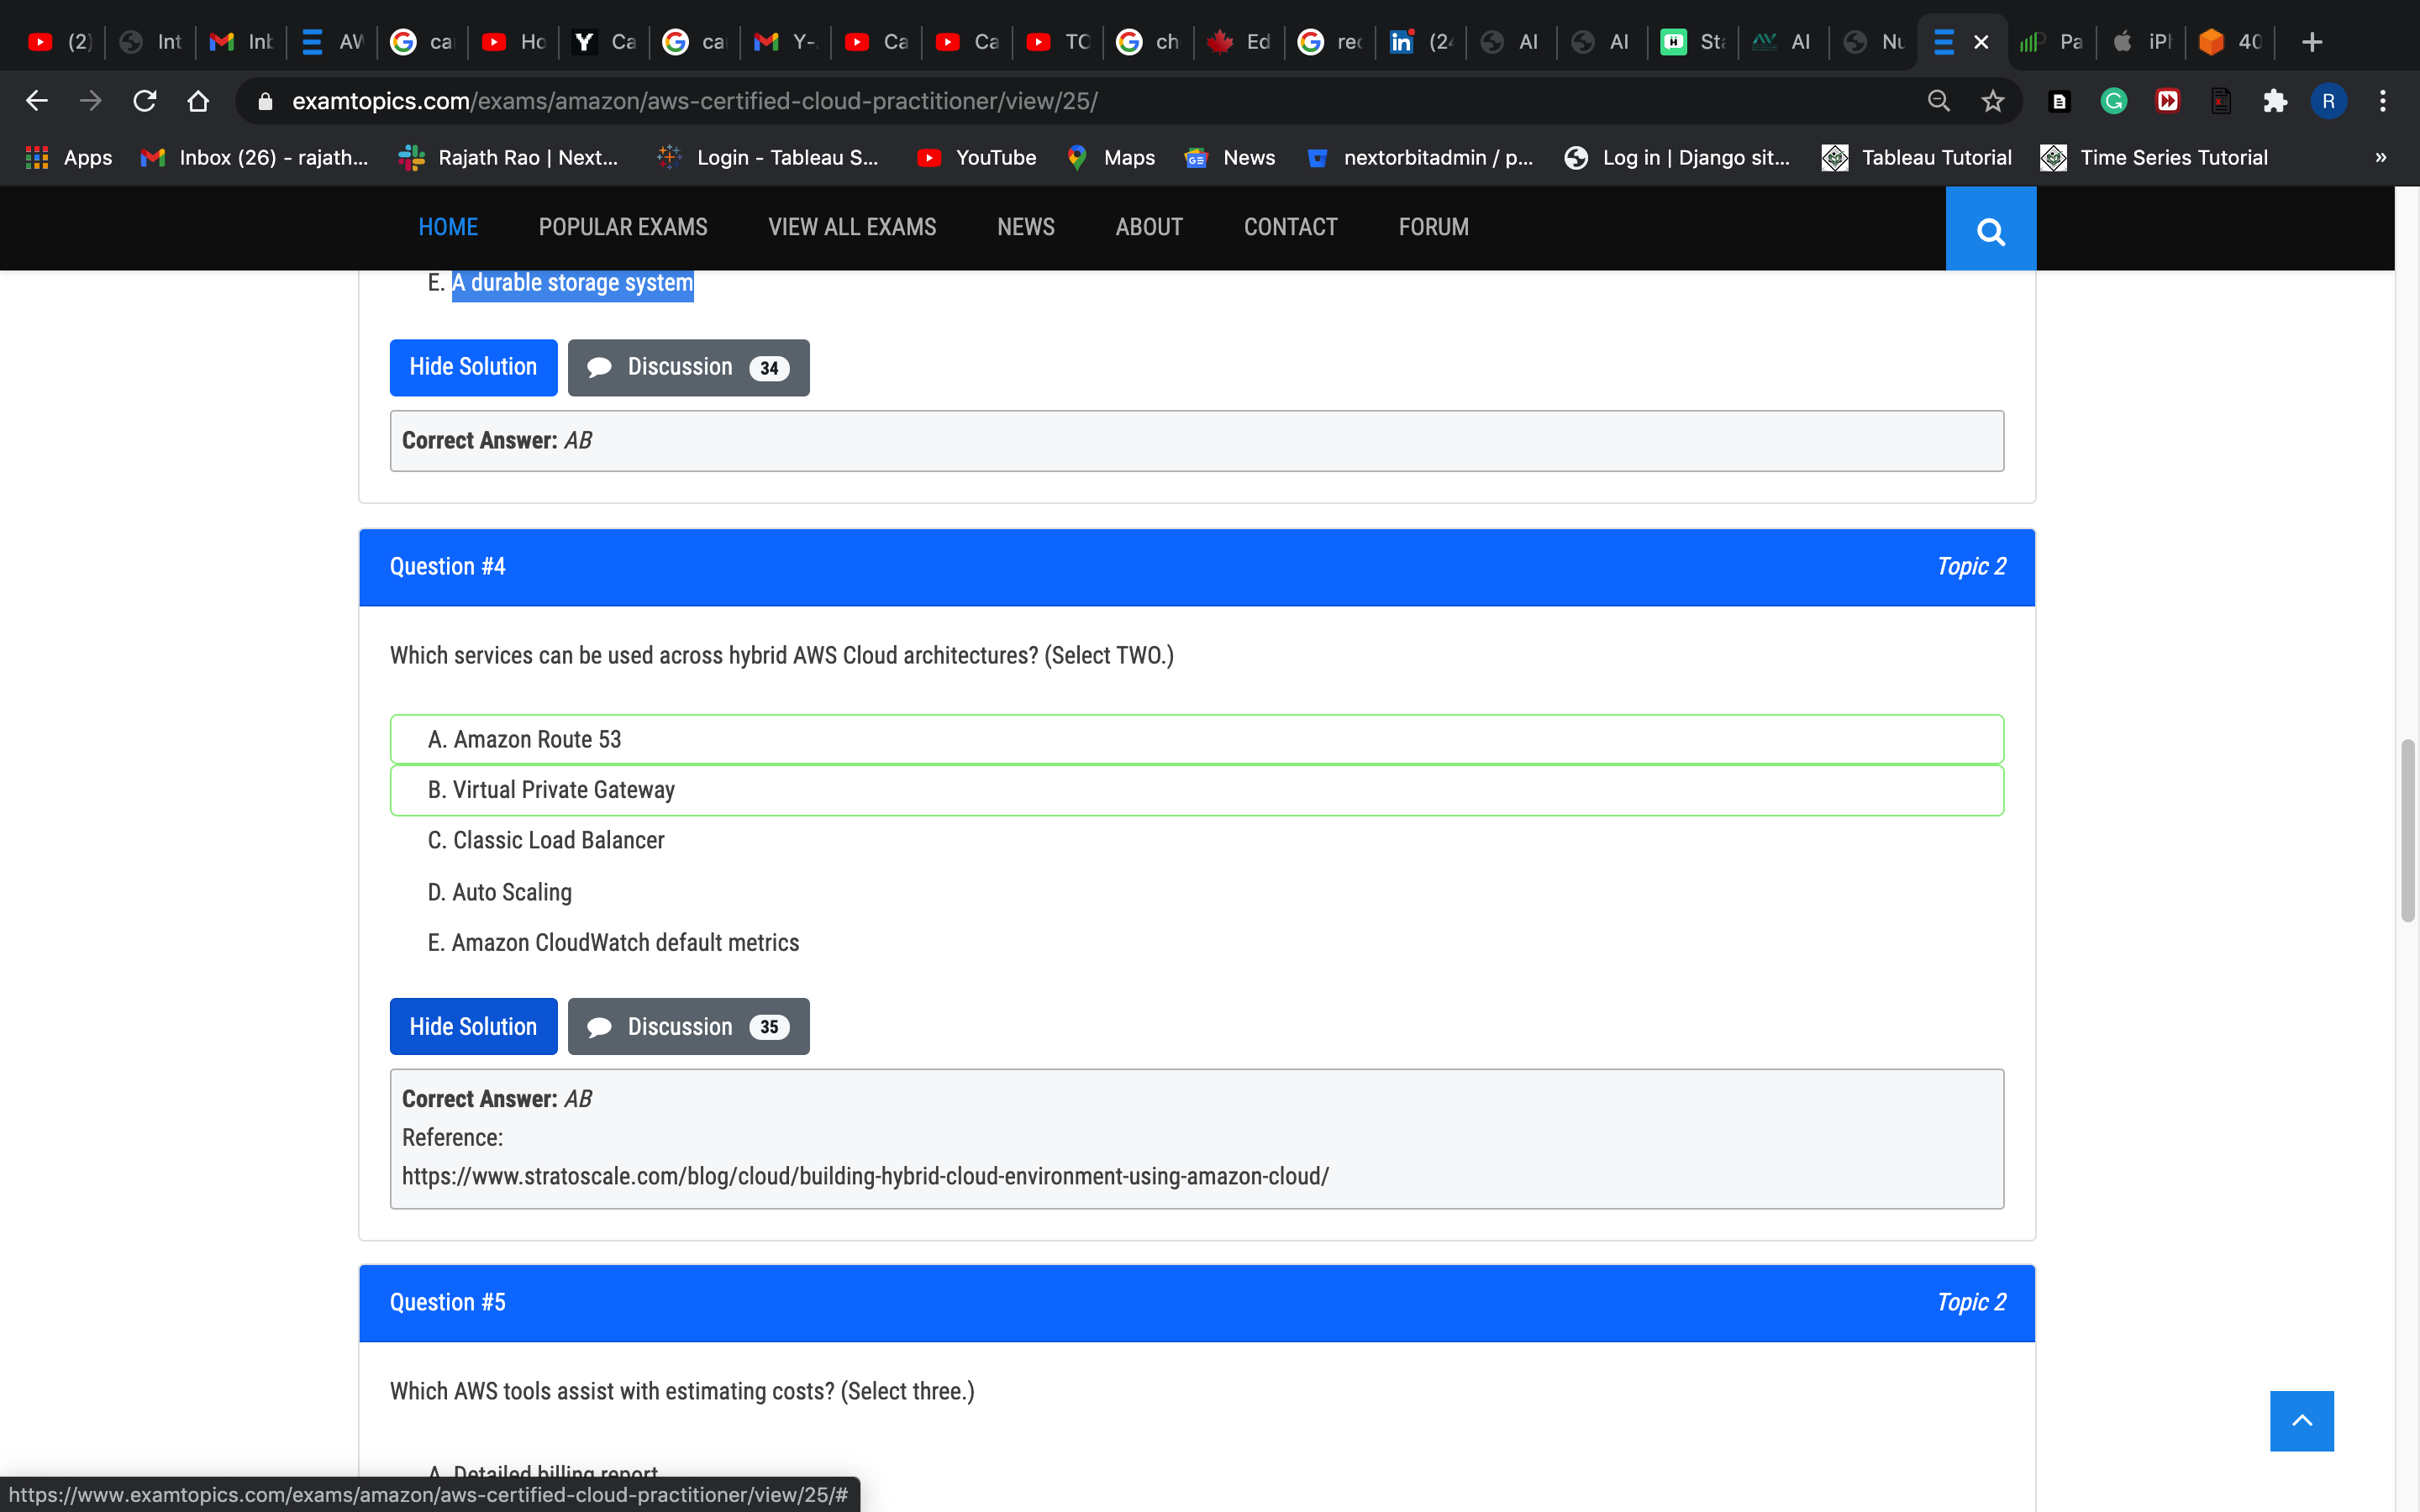 (2) Int Inb AW ca Ho Ca ca Y-. Ca Ca TO ch Ed rec (24 AI AI Sta AI Nu Pa iPh 40
examtopics.com/exams/amazon/aws-certified-cloud-practitioner/view/25/
Apps Inbox (26) - rajath... Rajath Rao | Next... Login - Tableau S... YouTube Maps News nextorbitadmin / p... Log in | Django sit... Tableau Tutorial Time Series Tutorial »
HOME POPULAR EXAMS VIEW ALL EXAMS NEWS ABOUT CONTACT FORUM
E. A durable storage system
Hide Solution Discussion 34
Correct Answer: AB
Question #4 Topic 2
Which services can be used across hybrid AWS Cloud architectures? (Select TWO.)
A. Amazon Route 53
B. Virtual Private Gateway
C. Classic Load Balancer
D. Auto Scaling
E. Amazon CloudWatch default metrics
Hide Solution Discussion 35
Correct Answer: AB
Reference:
https://www.stratoscale.com/blog/cloud/building-hybrid-cloud-environment-using-amazon-cloud/
Question #5 Topic 2
Which AWS tools assist with estimating costs? (Select three.)
A. Detailed billing report
https://www.examtopics.com/exams/amazon/aws-certified-cloud-practitioner/view/25/#